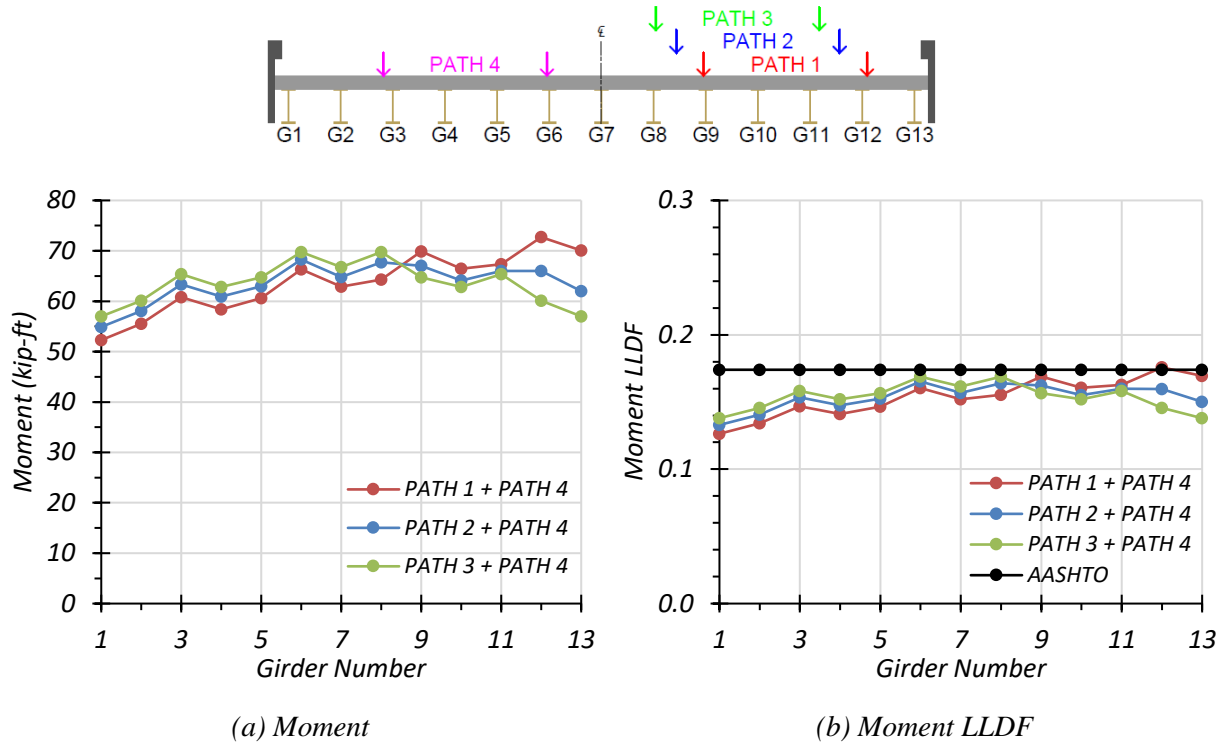 PATH 3
℄
PATH 2
PATH 4
PATH 1
G1 G2 G3 G4 G5 G6 G7 G8 G9 G10 G11 G12 G13
80
70
60
50
40
30
20
10
0
Moment (kip-ft)
PATH 1 + PATH 4
PATH 2 + PATH 4
PATH 3 + PATH 4
1 3 5 7 9 11 13
Girder Number
(a) Moment
0.3
0.2
0.1
0.0
Moment LLDF
PATH 1 + PATH 4
PATH 2 + PATH 4
PATH 3 + PATH 4
AASHTO
1 3 5 7 9 11 13
Girder Number
(b) Moment LLDF